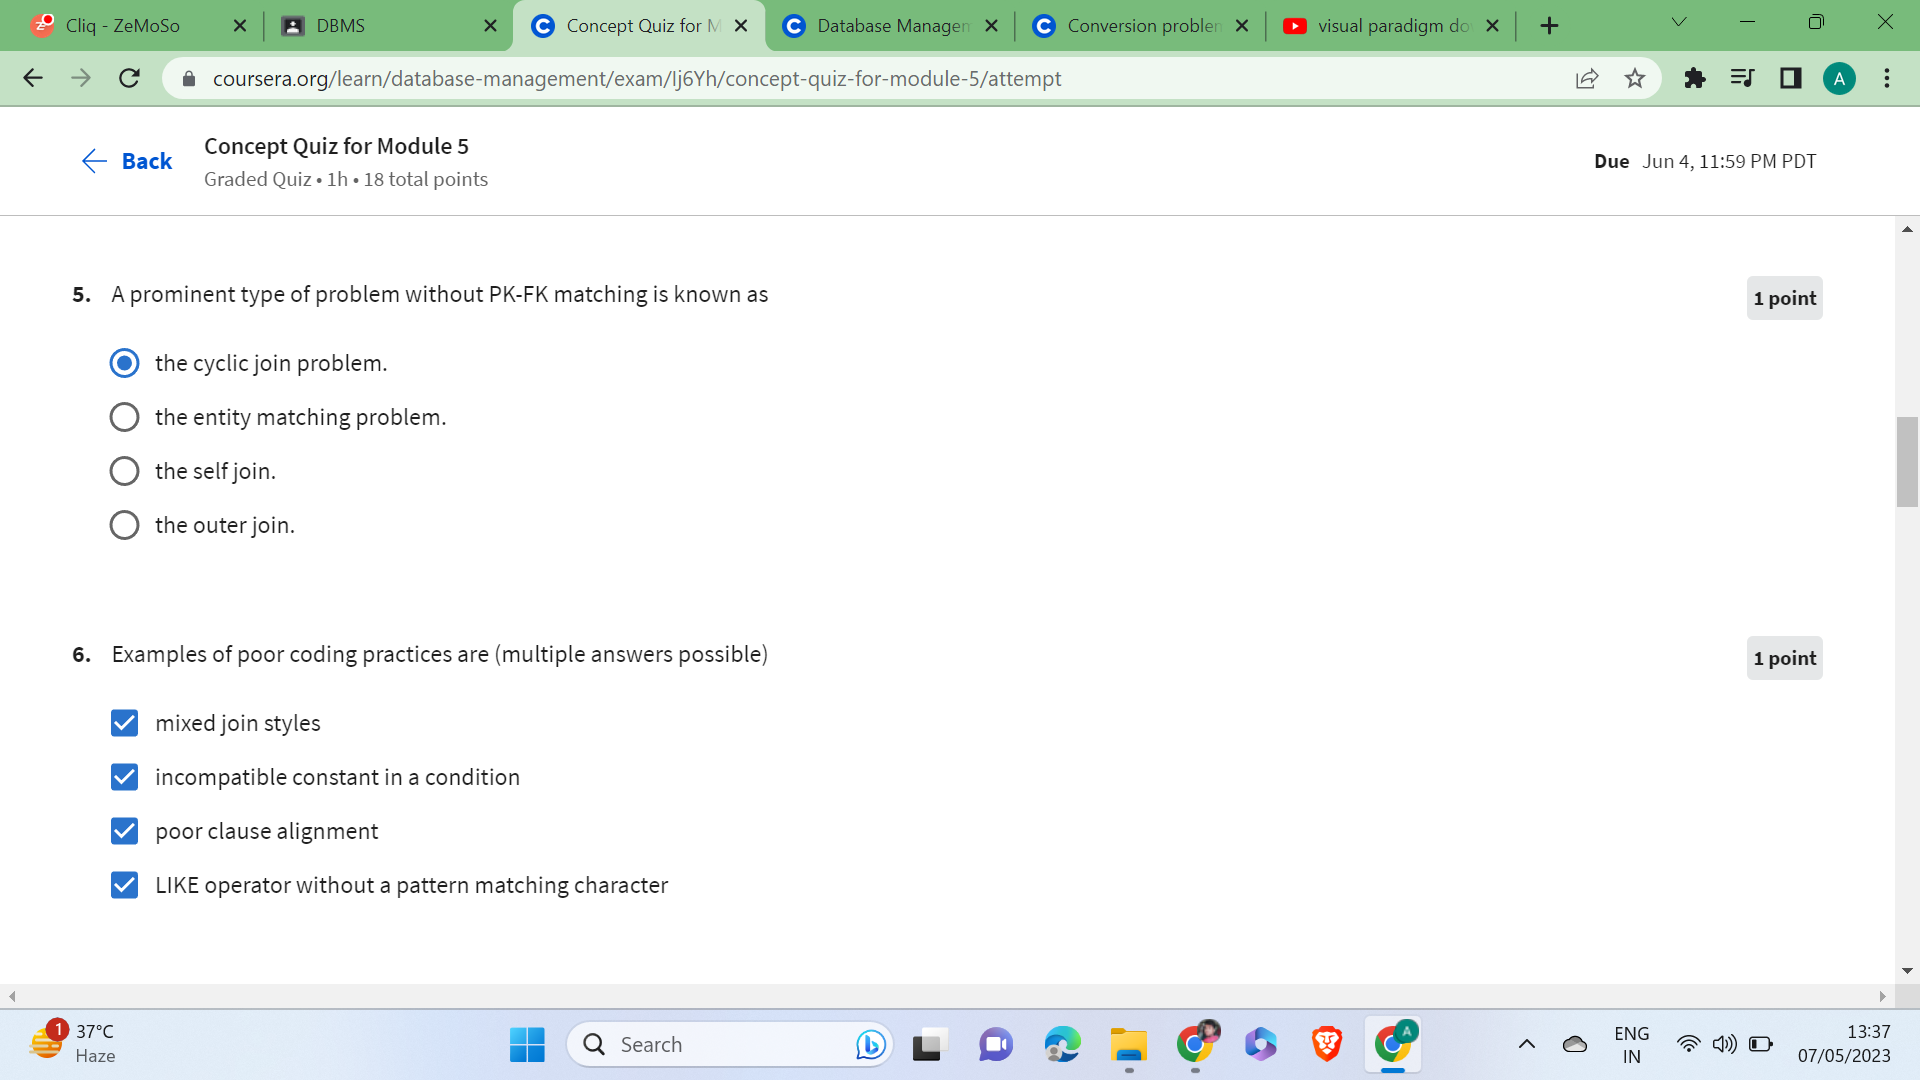 Cliq - ZeMoSo
DBMS
Concept Quiz for M
Database Managem
Conversion problem
visual paradigm do
coursera.org/learn/database-management/exam/Ij6Yh/concept-quiz-for-module-5/attempt
A
Back
Concept Quiz for Module 5
Graded Quiz • 1h • 18 total points
Due Jun 4, 11:59 PM PDT
5. A prominent type of problem without PK-FK matching is known as
1 point
the cyclic join problem.
the entity matching problem.
the self join.
the outer join.
6. Examples of poor coding practices are (multiple answers possible)
1 point
mixed join styles
incompatible constant in a condition
poor clause alignment
LIKE operator without a pattern matching character
1
37°C
Haze
Search
A
ENG
IN
13:37
07/05/2023